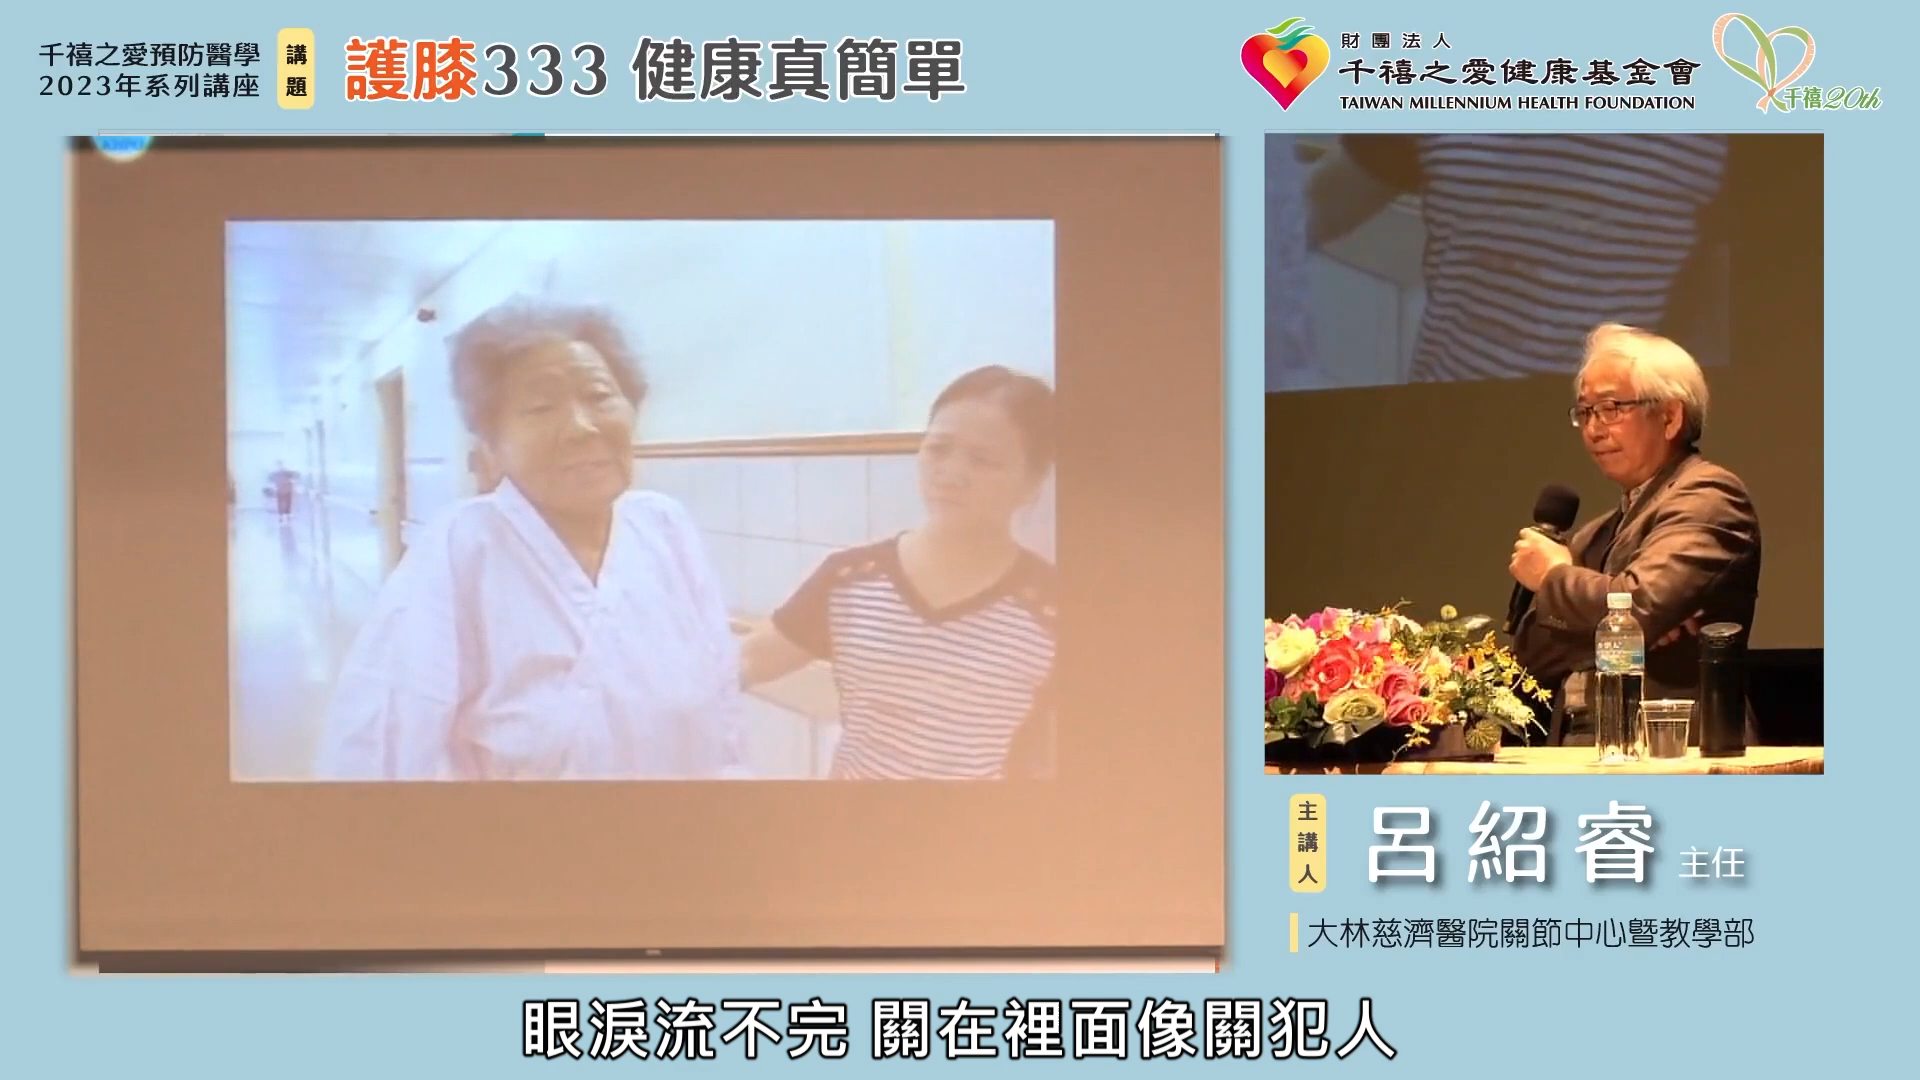 千禧之愛預防醫學
2023年系列講座
講題
護膝333 健康真簡單
財團法人
千禧之愛健康基金會
TAIWAN MILLENNIUM HEALTH FOUNDATION
千禧20th
主講人
呂紹睿 主任
大林慈濟醫院關節中心暨教學部
眼淚流不完 關在裡面像關犯人